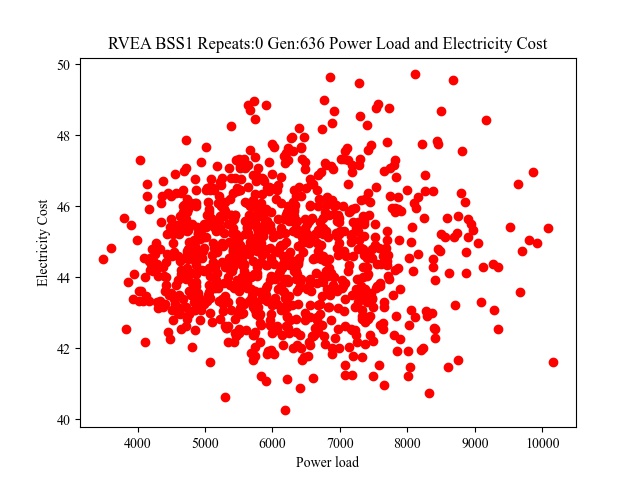 RVEA BSS1 Repeats:0 Gen:636 Power Load and Electricity Cost
50
48
46
44
42
40
Electricity Cost
4000 5000 6000 7000 8000 9000 10000
Power load